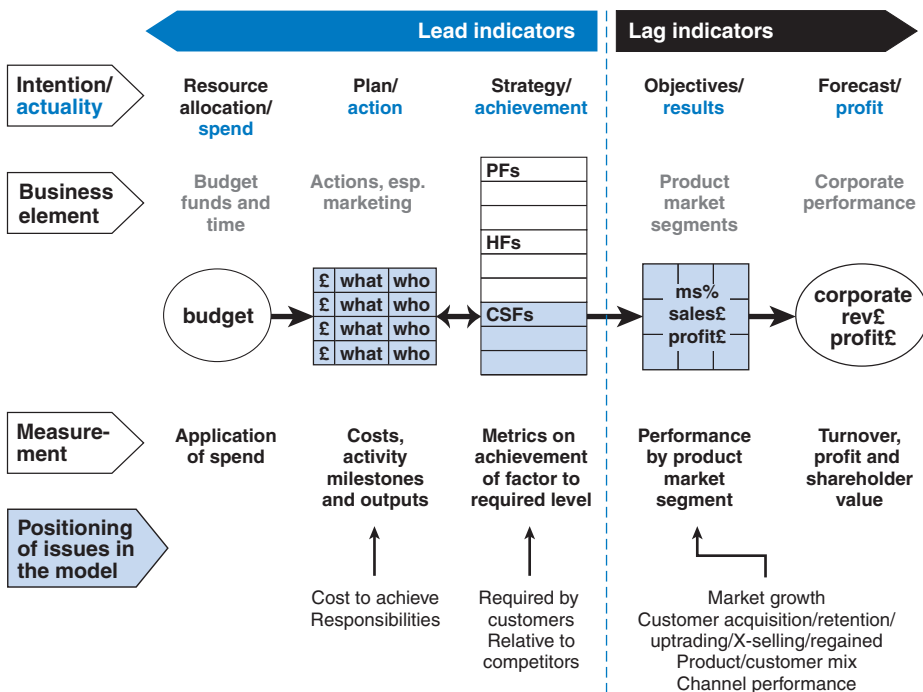 Lead indicators
Lag indicators
Intention/
actuality
Resource
allocation/
spend
Plan/
action
Strategy/
achievement
Objectives/
results
Forecast/
profit
Business
element
Budget
funds and
time
Actions, esp.
marketing
PFs
HFs
CSFs
Product
market
segments
Corporate
performance
budget
£ what who
£ what who
£ what who
£ what who
ms%
sales£
profit£
corporate
rev£
profit£
Measure-
ment
Application
of spend
Costs,
activity
milestones
and outputs
Metrics on
achievement
of factor to
required level
Performance
by product
market
segment
Turnover,
profit and
shareholder
value
Positioning
of issues in
the model
Cost to achieve
Responsibilities
Required by
customers
Relative to
competitors
Market growth
Customer acquisition/retention/
uptrading/X-selling/regained
Product/customer mix
Channel performance